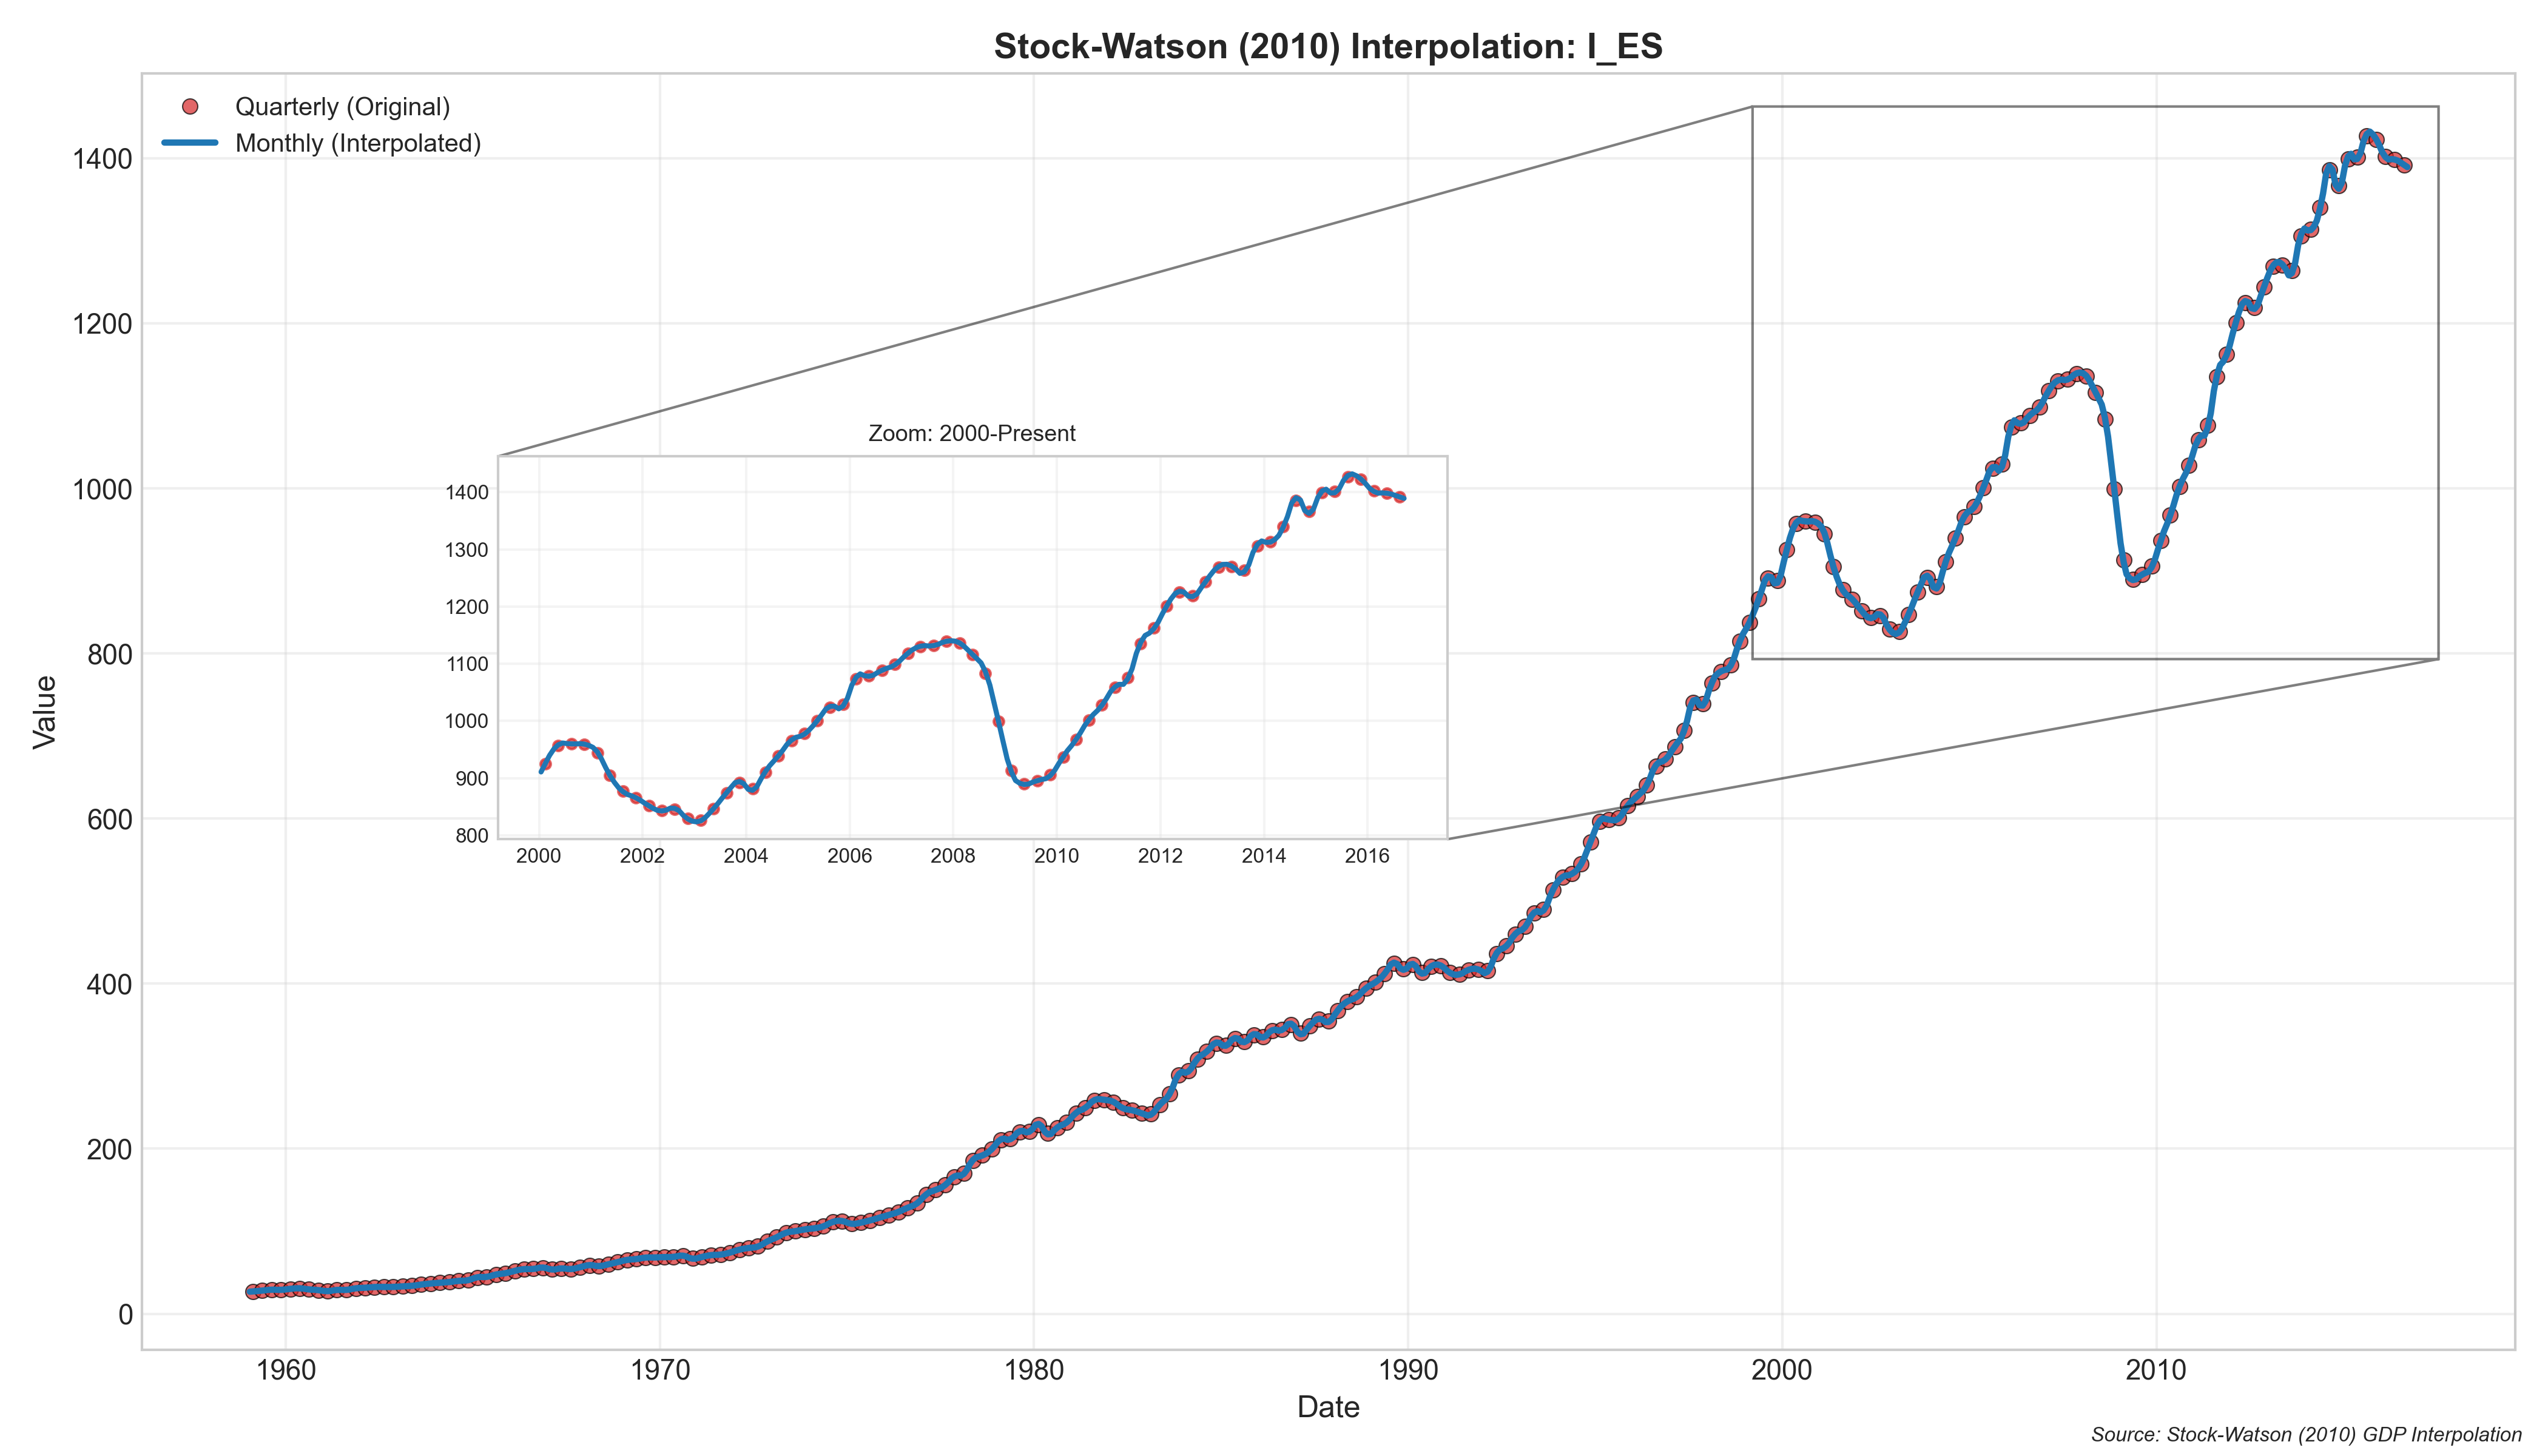 Stock-Watson (2010) Interpolation: I_ES
Quarterly (Original)
Monthly (Interpolated)
Value
1400
1200
1000
800
600
400
200
0
Zoom: 2000-Present
1400
1300
1200
1100
1000
900
800
2000 2002 2004 2006 2008 2010 2012 2014 2016
1960 1970 1980 1990 2000 2010
Date
Source: Stock-Watson (2010) GDP Interpolation